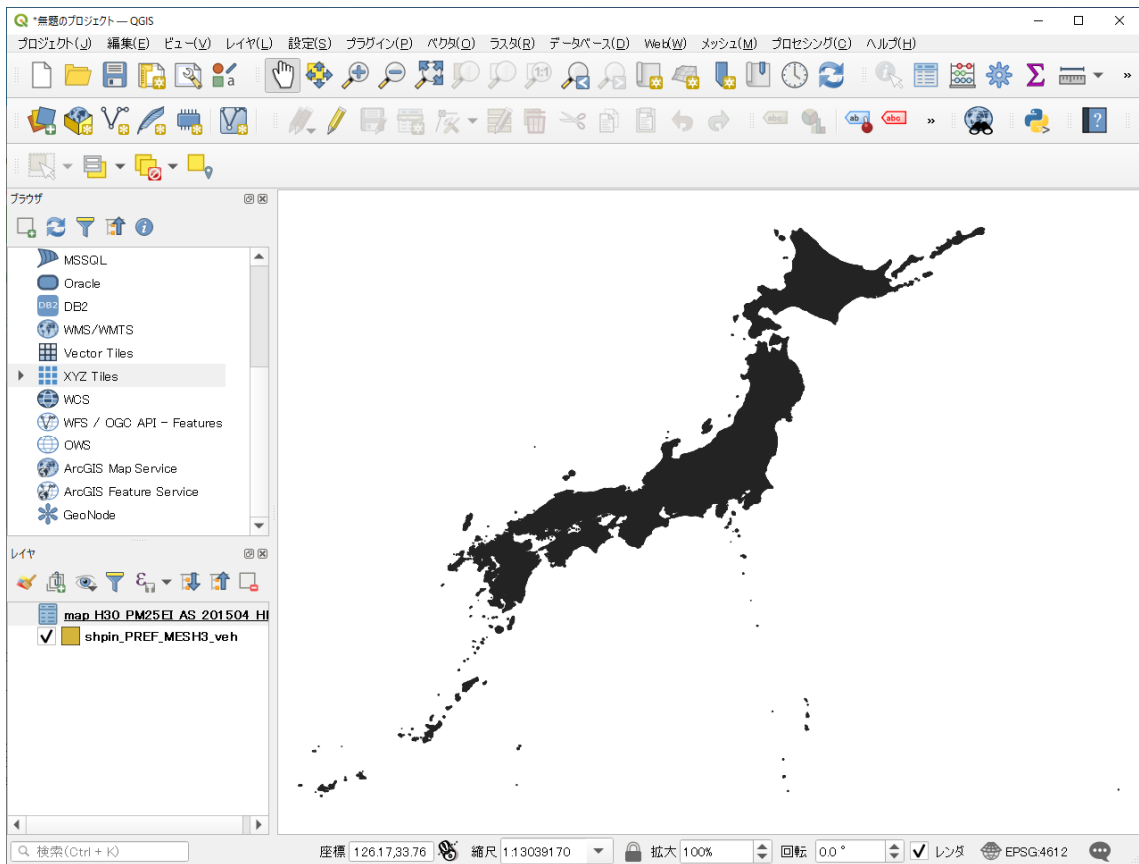 *無題のプロジェクト — QGIS
プロジェクト(J) 編集(E) ビュー(V) レイヤ(L) 設定(S) プラグイン(P) ベクタ(O) ラスタ(R) データベース(D) Web(W) メッシュ(M) プロセシング(C) ヘルプ(H)
ブラウザ
MSSQL
Oracle
DB2
WMS/WMTS
Vector Tiles
XYZ Tiles
WCS
WFS / OGC API - Features
OWS
ArcGIS Map Service
ArcGIS Feature Service
GeoNode
レイヤ
map_H30_PM25EI_AS_201504_HI
shpin_PREF_MESH3_veh
検索(Ctrl + K) 座標 126.17,33.76 縮尺 1:13039170 拡大 100% 回転 0.0 ° レンダ EPSG:4612